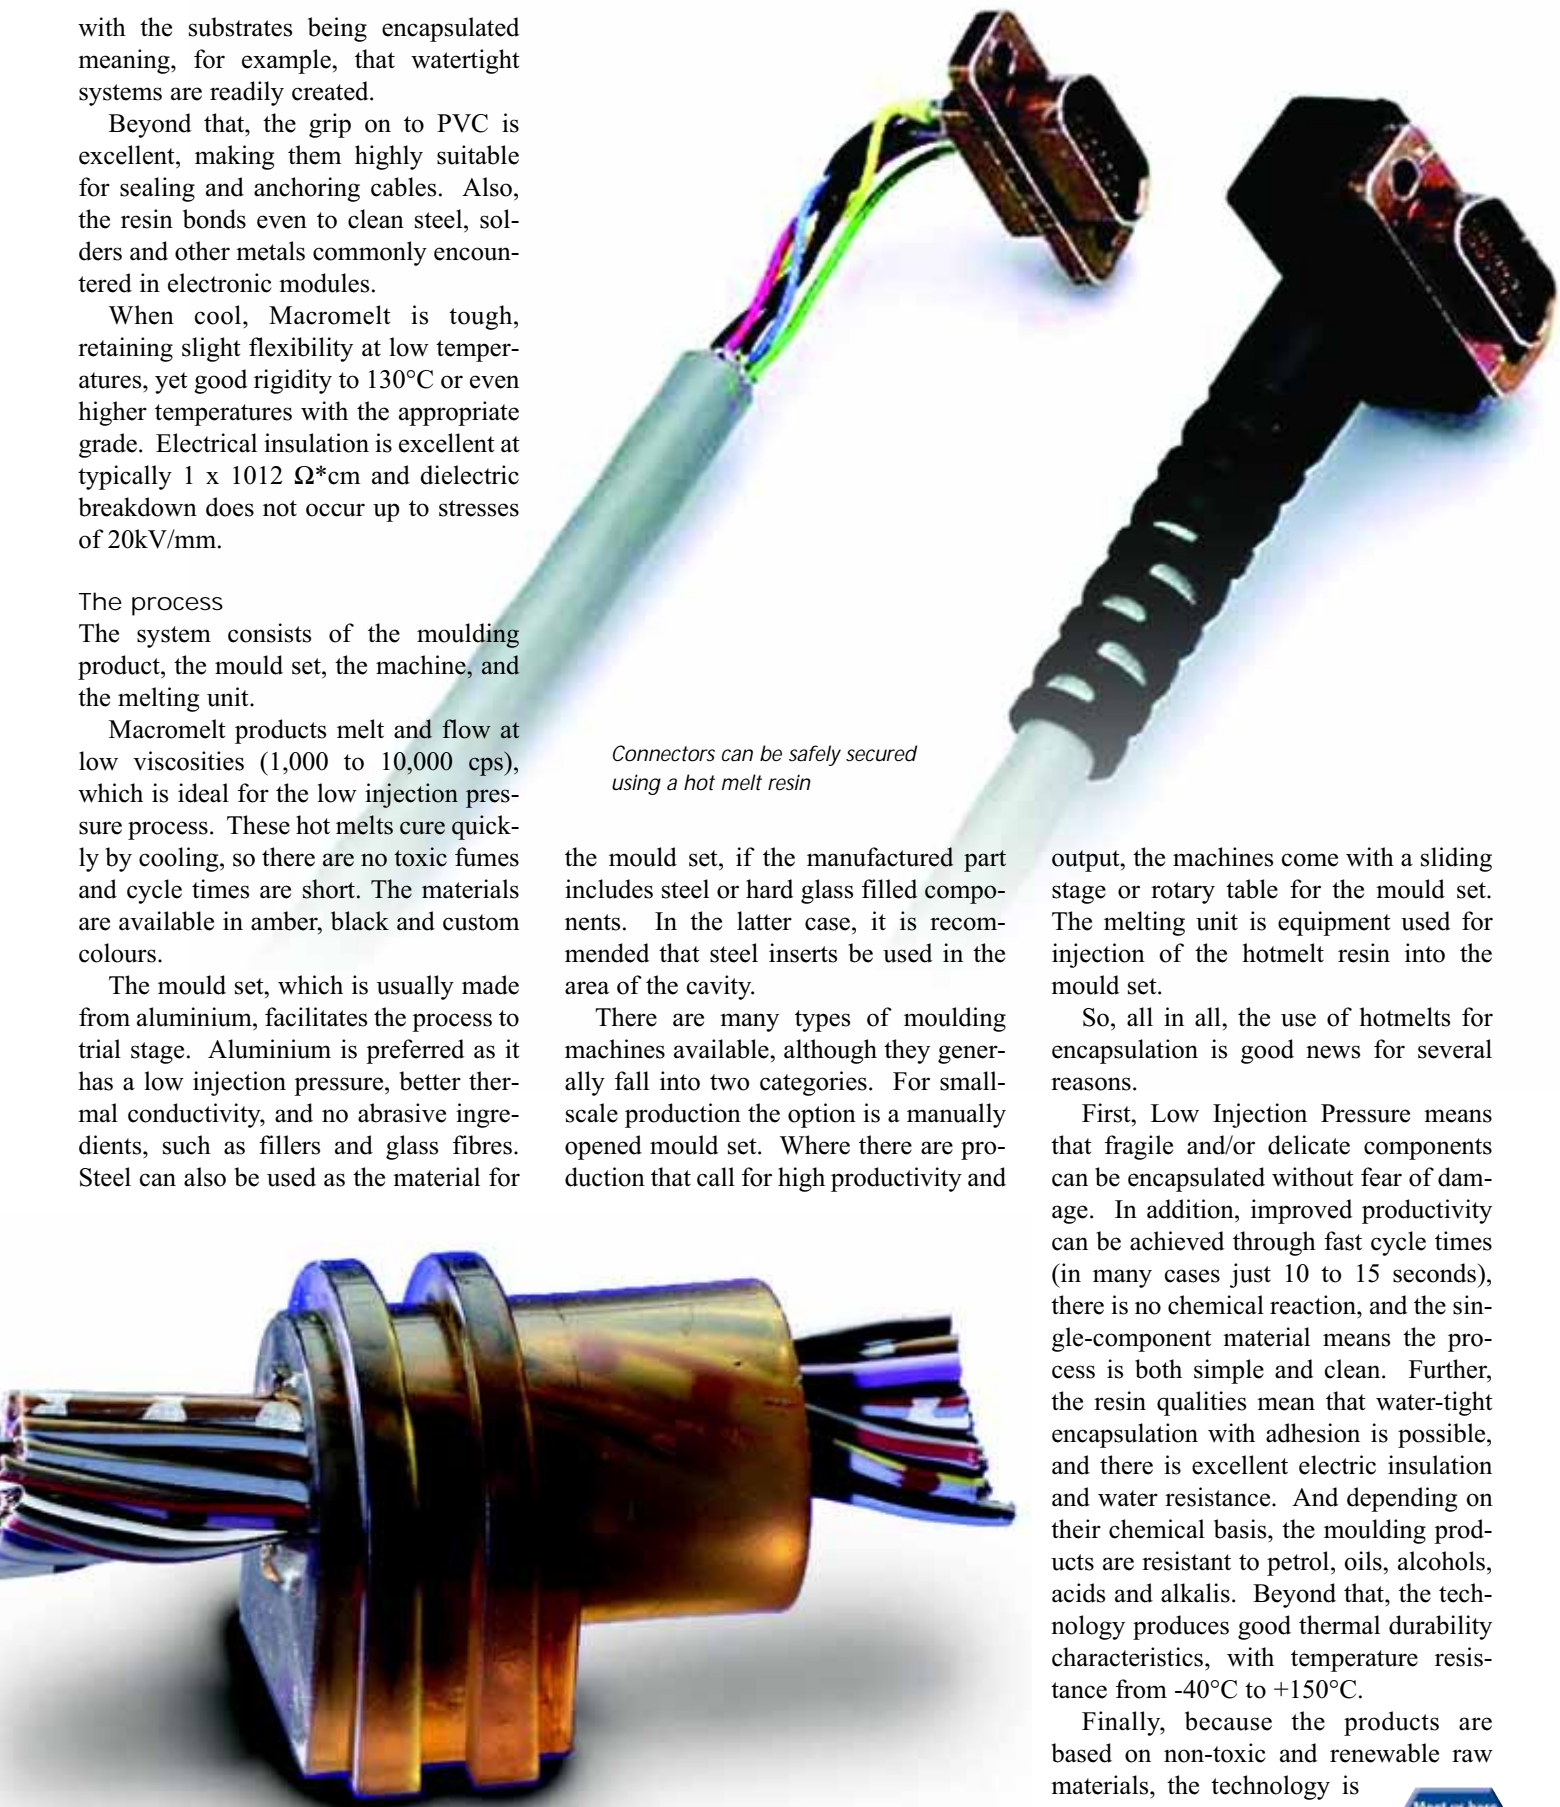 with the substrates being encapsulated
meaning, for example, that watertight
systems are readily created.
Beyond that, the grip on to PVC is
excellent, making them highly suitable
for sealing and anchoring cables. Also,
the resin bonds even to clean steel, sol-
ders and other metals commonly encoun-
tered in electronic modules.
When cool, Macromelt is tough,
retaining slight flexibility at low temper-
atures, yet good rigidity to 130°C or even
higher temperatures with the appropriate
grade. Electrical insulation is excellent at
typically 1 x 1012 Ω*cm and dielectric
breakdown does not occur up to stresses
of 20kV/mm.
The process
The system consists of the moulding
product, the mould set, the machine, and
the melting unit.
Macromelt products melt and flow at
low viscosities (1,000 to 10,000 cps),
which is ideal for the low injection pres-
sure process. These hot melts cure quick-
ly by cooling, so there are no toxic fumes
and cycle times are short. The materials
are available in amber, black and custom
colours.
The mould set, which is usually made
from aluminium, facilitates the process to
trial stage. Aluminium is preferred as it
has a low injection pressure, better ther-
mal conductivity, and no abrasive ingre-
dients, such as fillers and glass fibres.
Steel can also be used as the material for
Connectors can be safely secured
using a hot melt resin
the mould set, if the manufactured part
includes steel or hard glass filled compo-
nents. In the latter case, it is recom-
mended that steel inserts be used in the
area of the cavity.
There are many types of moulding
machines available, although they gener-
ally fall into two categories. For small-
scale production the option is a manually
opened mould set. Where there are pro-
duction that call for high productivity and
output, the machines come with a sliding
stage or rotary table for the mould set.
The melting unit is equipment used for
injection of the hotmelt resin into the
mould set.
So, all in all, the use of hotmelts for
encapsulation is good news for several
reasons.
First, Low Injection Pressure means
that fragile and/or delicate components
can be encapsulated without fear of dam-
age. In addition, improved productivity
can be achieved through fast cycle times
(in many cases just 10 to 15 seconds),
there is no chemical reaction, and the sin-
gle-component material means the pro-
cess is both simple and clean. Further,
the resin qualities mean that water-tight
encapsulation with adhesion is possible,
and there is excellent electric insulation
and water resistance. And depending on
their chemical basis, the moulding prod-
ucts are resistant to petrol, oils, alcohols,
acids and alkalis. Beyond that, the tech-
nology produces good thermal durability
characteristics, with temperature resis-
tance from -40°C to +150°C.
Finally, because the products are
based on non-toxic and renewable raw
materials, the technology is